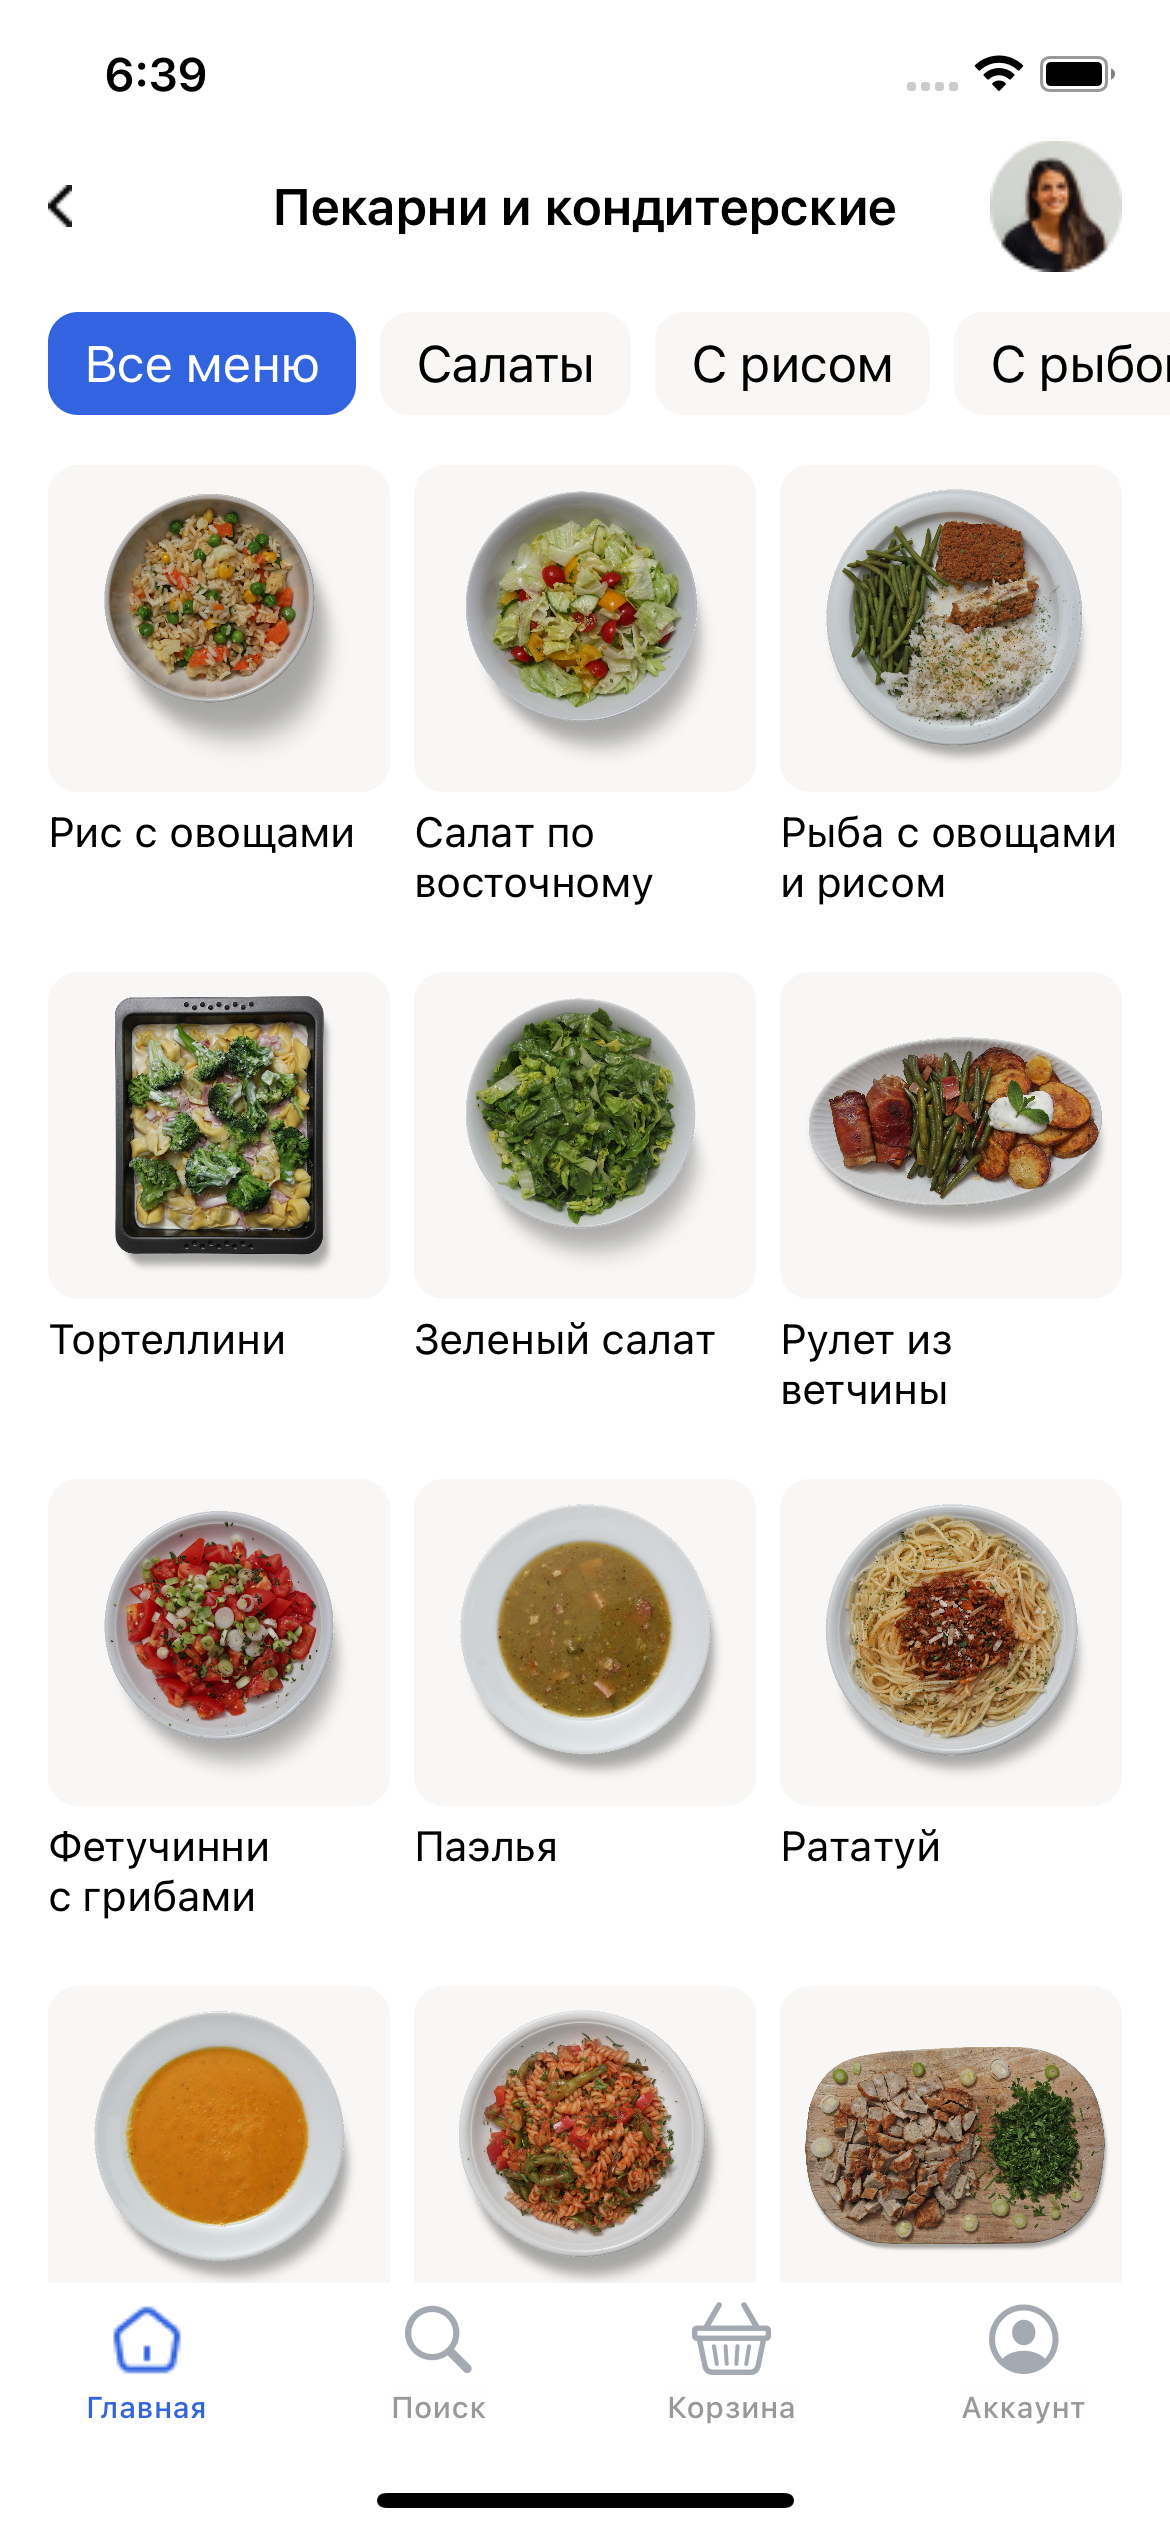 6:39
Пекарни и кондитерские
Все меню
Салаты
С рисом
С рыбо
Рис с овощами
Салат по
восточному
Рыба с овощами
и рисом
Тортеллини
Зеленый салат
Рулет из
ветчины
Фетучинни
с грибами
Паэлья
Рататуй
Главная
Поиск
Корзина
Аккаунт